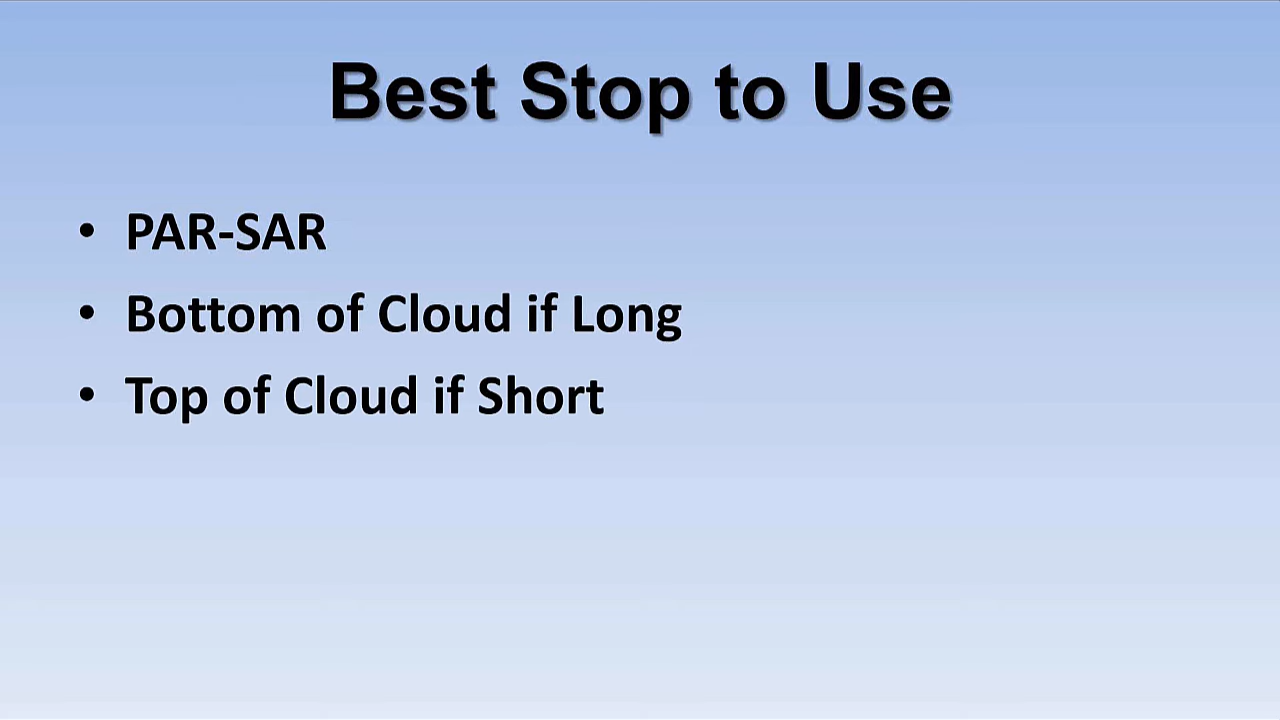 Best Stop to Use
• PAR-SAR
• Bottom of Cloud if Long
• Top of Cloud if Short